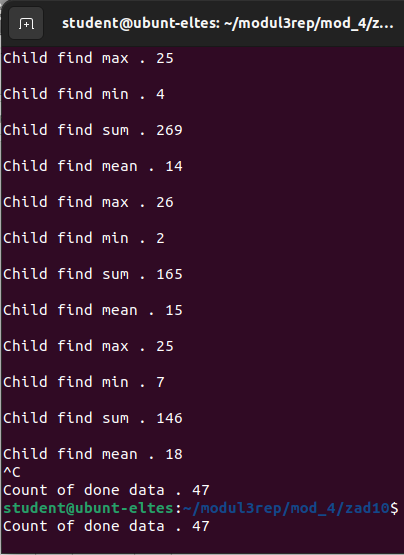 student@ubunt-eltes: ~/modul3rep/mod_4/z...
Child find max . 25
Child find min . 4
Child find sum . 269
Child find mean . 14
Child find max . 26
Child find min . 2
Child find sum . 165
Child find mean . 15
Child find max . 25
Child find min . 7
Child find sum . 146
Child find mean . 18
^C
Count of done data . 47
student@ubunt-eltes:~/modul3rep/mod_4/zad10$
Count of done data . 47